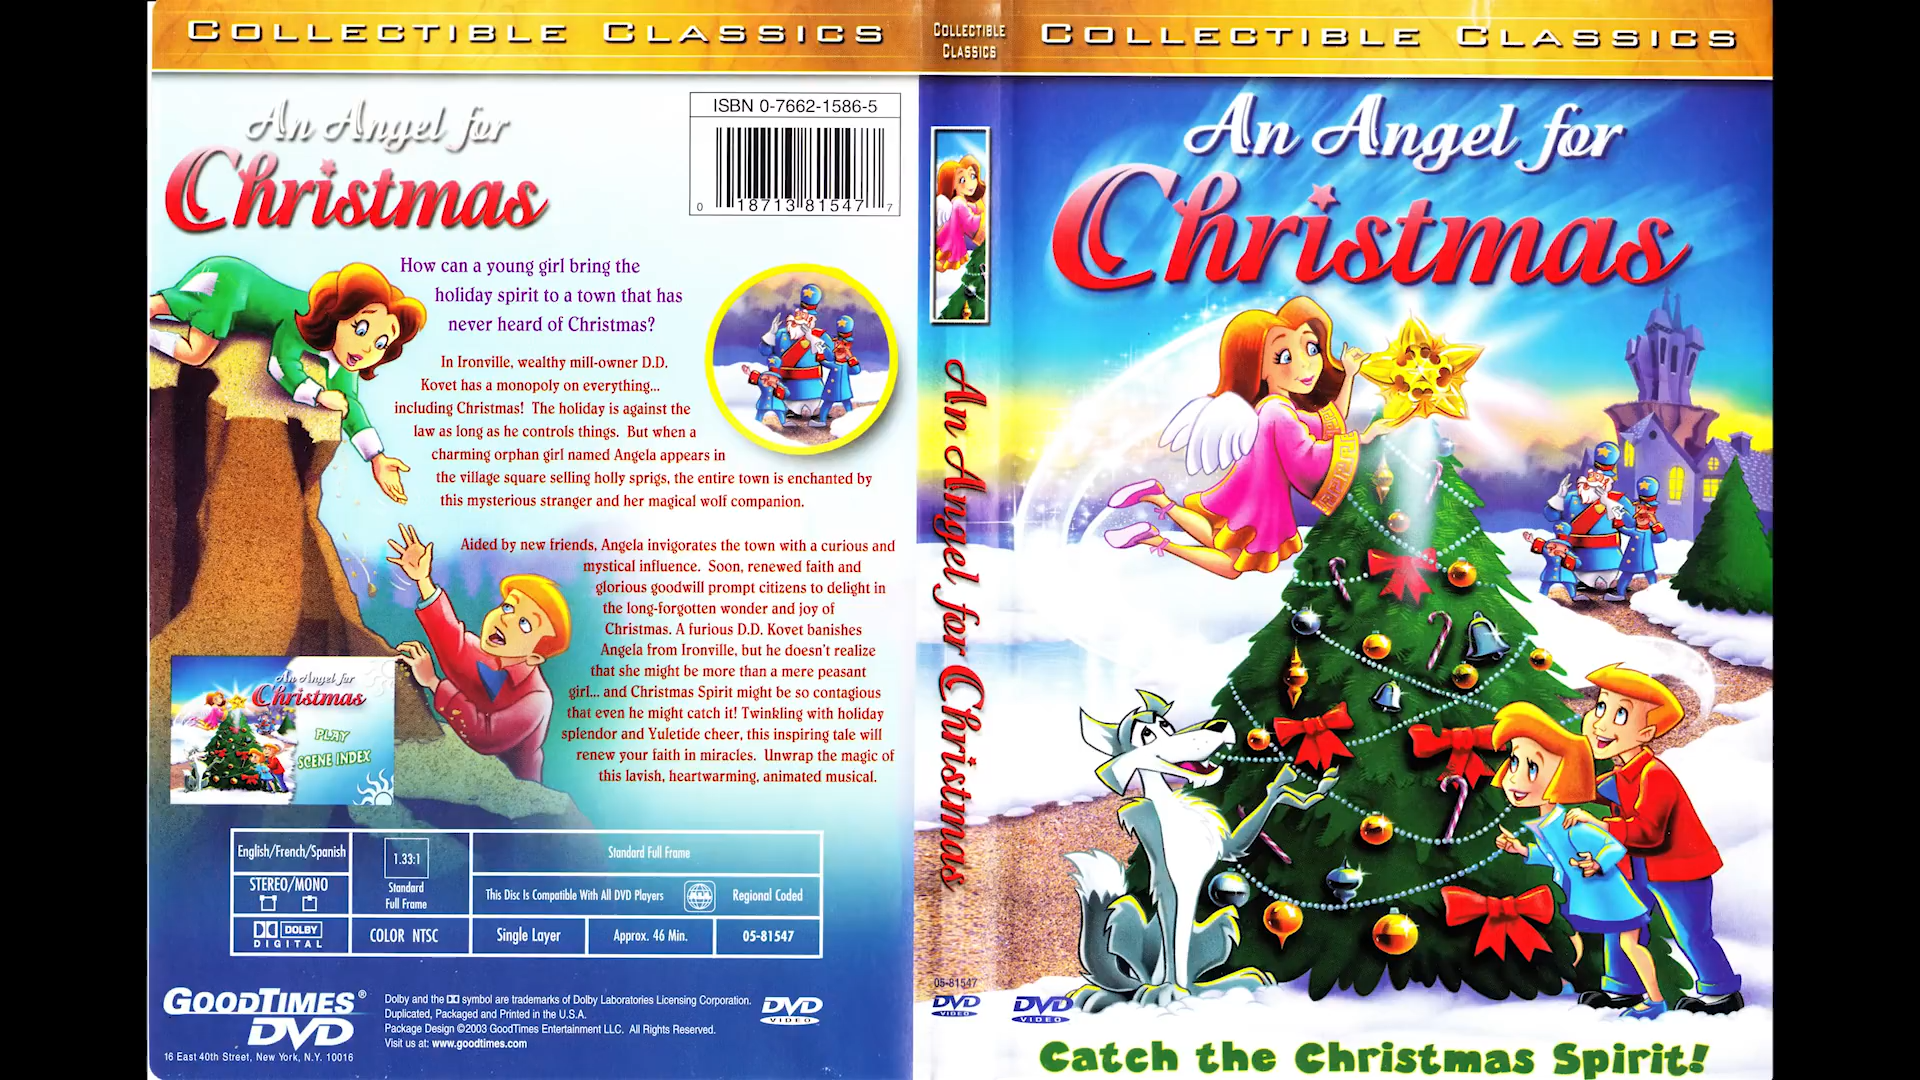 COLLECTIBLE CLASSICS
An Angel for
Christmas
ISBN 0-7662-1586-5
0 18713 81547 7
How can a young girl bring the
holiday spirit to a town that has
never heard of Christmas?
In Ironville, wealthy mill-owner D.D.
Kovet has a monopoly on everything...
including Christmas! The holiday is against the
law as long as he controls things. But when a
charming orphan girl named Angela appears in
the village square selling holly sprigs, the entire town is enchanted by
this mysterious stranger and her magical wolf companion.
Aided by new friends, Angela invigorates the town with a curious and
mystical influence. Soon, renewed faith and
glorious goodwill prompt citizens to delight in
the long-forgotten wonder and joy of
Christmas. A furious D.D. Kovet banishes
Angela from Ironville, but he doesn't realize
that she might be more than a mere peasant
girl... and Christmas Spirit might be so contagious
that even he might catch it! Twinkling with holiday
splendor and Yuletide cheer, this inspiring tale will
renew your faith in miracles. Unwrap the magic of
this lavish, heartwarming, animated musical.
An Angel for
Christmas
PLAY
SCENE INDEX
English/French/Spanish
STEREO/MONO
DOLBY
DIGITAL
1.33:1
Standard
Full Frame
COLOR NTSC
Standard Full Frame
This Disc Is Compatible With All DVD Players
Regional Coded
Single Layer
Approx. 46 Min.
05-81547
GOODTIMES®
DVD
16 East 40th Street, New York, N.Y. 10016
Dolby and the DD symbol are trademarks of Dolby Laboratories Licensing Corporation.
Duplicated, Packaged and Printed in the U.S.A.
Package Design ©2003 GoodTimes Entertainment LLC. All Rights Reserved.
Visit us at: www.goodtimes.com
DVD
VIDEO
COLLECTIBLE
CLASSICS
An Angel for Christmas
05-81547
DVD
VIDEO
COLLECTIBLE CLASSICS
An Angel for
Christmas
DVD
VIDEO
Catch the Christmas Spirit!